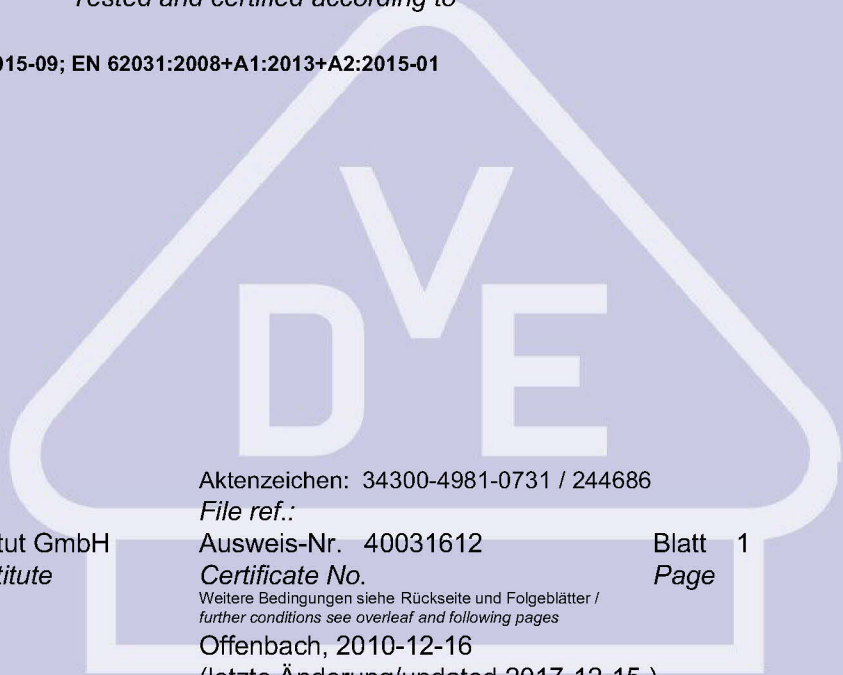 Tested and certified according to
015-09; EN 62031:2008+A1:2013+A2:2015-01
VDE
Aktenzeichen: 34300-4981-0731 / 244686
File ref.:
tut GmbH Ausweis-Nr. 40031612 Blatt 1
titute Certificate No. Page
Weitere Bedingungen siehe Rückseite und Folgeblätter /
further conditions see overleaf and following pages
Offenbach, 2010-12-16
(letzte Änderung/updated 2017-12-15 )